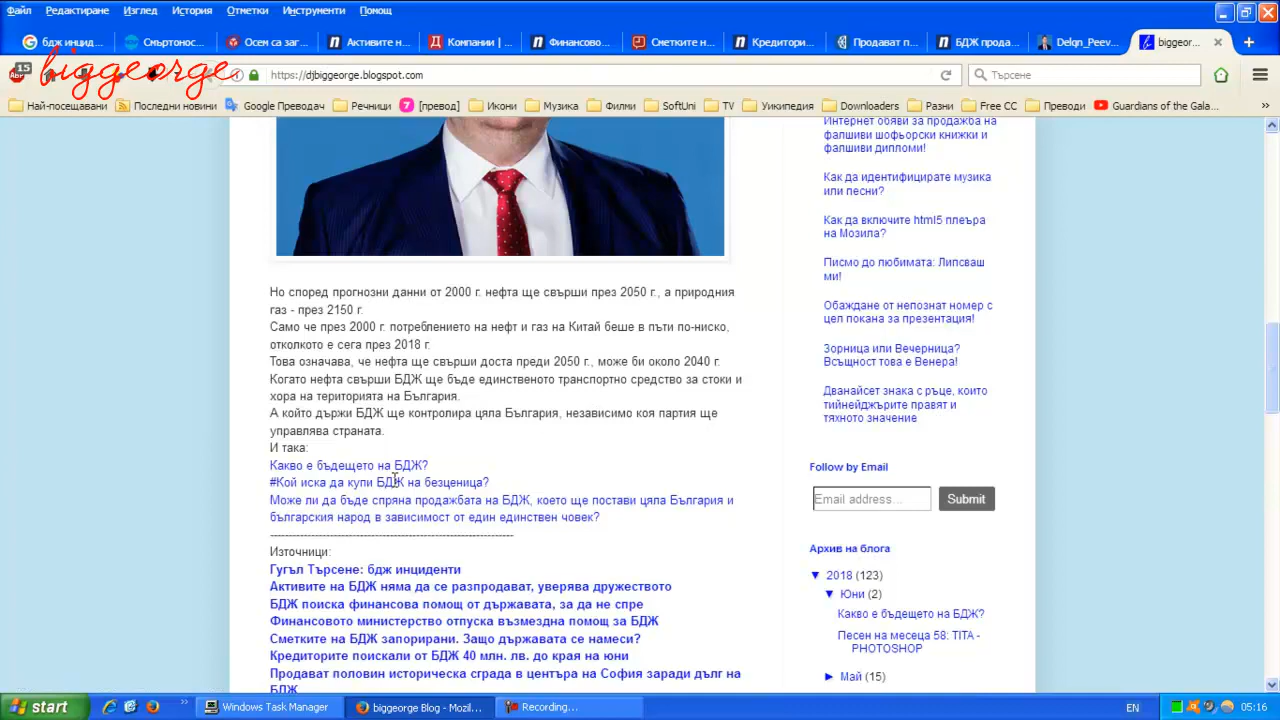 Файл Редактиране Изглед История Отметки Инструменти Помощ
бдж инцид... Смъртонос... Осем са заг... Активите н... Компании | ... Финансово... Сметките н... Кредитори... Продават п... БДЖ прода... Delqn_Peev... biggeor...
15
ABP
biggeorge
https://djbiggeorge.blogspot.com
Търсене
Най-посещавани Последни новини Google Преводач Речници [превод] Икони Музика Филми SoftUni TV Уикипедия Downloaders Разни Free CC Преводи Guardians of the Gala...
Но според прогнозни данни от 2000 г. нефта ще свърши през 2050 г., а природния
газ - през 2150 г.
Само че през 2000 г. потреблението на нефт и газ на Китай беше в пъти по-ниско,
отколкото е сега през 2018 г.
Това означава, че нефта ще свърши доста преди 2050 г., може би около 2040 г.
Когато нефта свърши БДЖ ще бъде единственото транспортно средство за стоки и
хора на територията на България.
А който държи БДЖ ще контролира цяла България, независимо коя партия ще
управлява страната.
И така:
Какво е бъдещето на БДЖ?
#Кой иска да купи БДЖ на безценица?
Може ли да бъде спряна продажбата на БДЖ, което ще постави цяла България и
българския народ в зависимост от един единствен човек?
------------------------------------------------------------
Източници:
Гугъл Търсене: бдж инциденти
Активите на БДЖ няма да се разпродават, уверява дружеството
БДЖ поиска финансова помощ от държавата, за да не спре
Финансовото министерство отпуска възмездна помощ за БДЖ
Сметките на БДЖ запорирани. Защо държавата се намеси?
Кредиторите поискали от БДЖ 40 млн. лв. до края на юни
Продават половин историческа сграда в центъра на София заради дълг на
БДЖ
Интернет обяви за продажба на
фалшиви шофьорски книжки и
фалшиви дипломи!
Как да идентифицирате музика
или песни?
Как да включите html5 плеъра
на Мозила?
Писмо до любимата: Липсваш
ми!
Обаждане от непознат номер с
цел покана за презентация!
Зорница или Вечерница?
Всъщност това е Венера!
Дванайсет знака с ръце, които
тийнейджърите правят и
тяхното значение
Follow by Email
Email address... Submit
Архив на блога
▼ 2018 (123)
▼ Юни (2)
Какво е бъдещето на БДЖ?
Песен на месеца 58: TITA -
PHOTOSHOP
► Май (15)
start Windows Task Manager biggeorge Blog - Mozil... Recording... EN 05:16